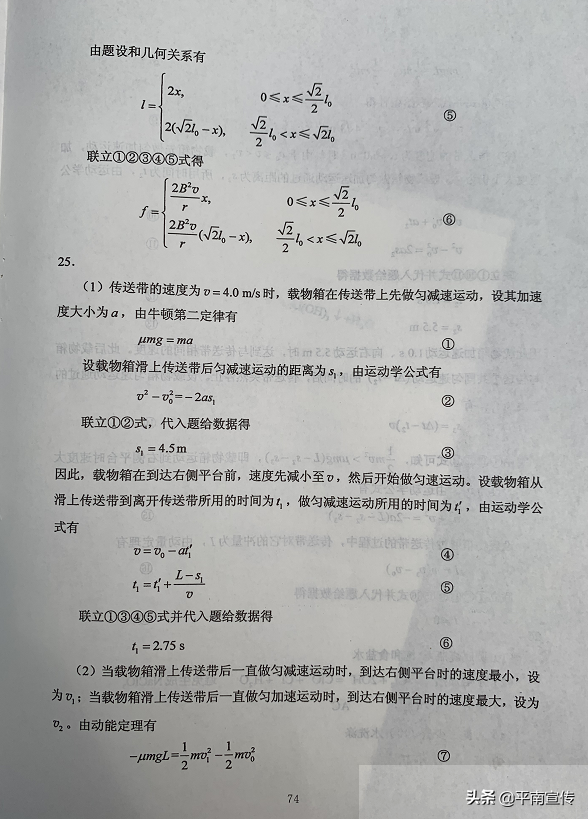 由题设和几何关系有
l = { 2x, 0≤x≤(√2/2)l₀
2(√2l₀−x), (√2/2)l₀<x≤√2l₀ ⑤
联立①②③④⑤式得
f = { (2B²v/r)x, 0≤x≤(√2/2)l₀
(2B²v/r)(√2l₀−x), (√2/2)l₀<x≤√2l₀ ⑥
25.
（1）传送带的速度为 v = 4.0 m/s 时，载物箱在传送带上先做匀减速运动，设其加速
度大小为 a，由牛顿第二定律有
μmg = ma ①
设载物箱滑上传送带后匀减速运动的距离为 s₁，由运动学公式有
v² − v₀² = −2as₁ ②
联立①②式，代入题给数据得
s₁ = 4.5 m ③
因此，载物箱在到达右侧平台前，速度先减小至 v，然后开始做匀速运动。设载物箱从
滑上传送带到离开传送带所用的时间为 t₁，做匀减速运动所用的时间为 t₁′，由运动学公
式有
v = v₀ − at₁′ ④
t₁ = t₁′ + (L − s₁)/v ⑤
联立①③④⑤式并代入题给数据得
t₁ = 2.75 s ⑥
（2）当载物箱滑上传送带后一直做匀减速运动时，到达右侧平台时的速度最小，设
为 v₁；当载物箱滑上传送带后一直做匀加速运动时，到达右侧平台时的速度最大，设为
v₂。由动能定理有
−μmgL = (1/2)mv₁² − (1/2)mv₀² ⑦
74
头条 @平南宣传